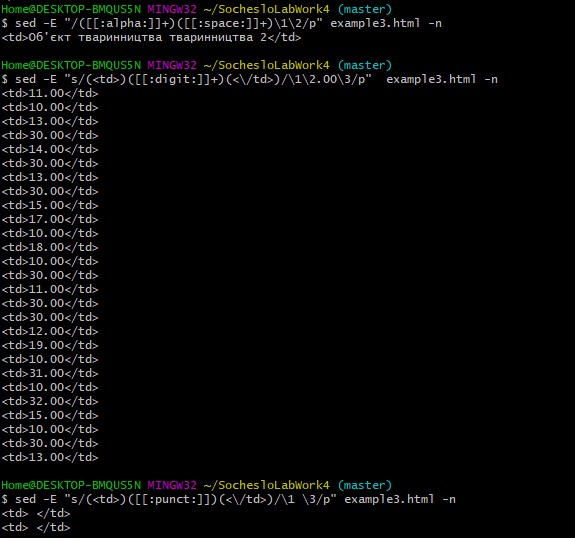 Home@DESKTOP-BMQUS5N MINGW32 ~/SochesloLabWork4 (master)
$ sed -E "/([[:alpha:]]+)([[:space:]]+)\1\2/p" example3.html -n
<td>Об'єкт тваринництва тваринництва 2</td>

Home@DESKTOP-BMQUS5N MINGW32 ~/SochesloLabWork4 (master)
$ sed -E "s/(<td>)([[:digit:]]+)(<\/td>)/\1\2.00\3/p"  example3.html -n
<td>11.00</td>
<td>10.00</td>
<td>13.00</td>
<td>30.00</td>
<td>14.00</td>
<td>30.00</td>
<td>13.00</td>
<td>30.00</td>
<td>15.00</td>
<td>17.00</td>
<td>10.00</td>
<td>18.00</td>
<td>10.00</td>
<td>30.00</td>
<td>11.00</td>
<td>30.00</td>
<td>30.00</td>
<td>12.00</td>
<td>19.00</td>
<td>10.00</td>
<td>31.00</td>
<td>10.00</td>
<td>32.00</td>
<td>15.00</td>
<td>10.00</td>
<td>30.00</td>
<td>13.00</td>

Home@DESKTOP-BMQUS5N MINGW32 ~/SochesloLabWork4 (master)
$ sed -E "s/(<td>)([[:punct:]])(<\/td>)/\1 \3/p" example3.html -n
<td> </td>
<td> </td>